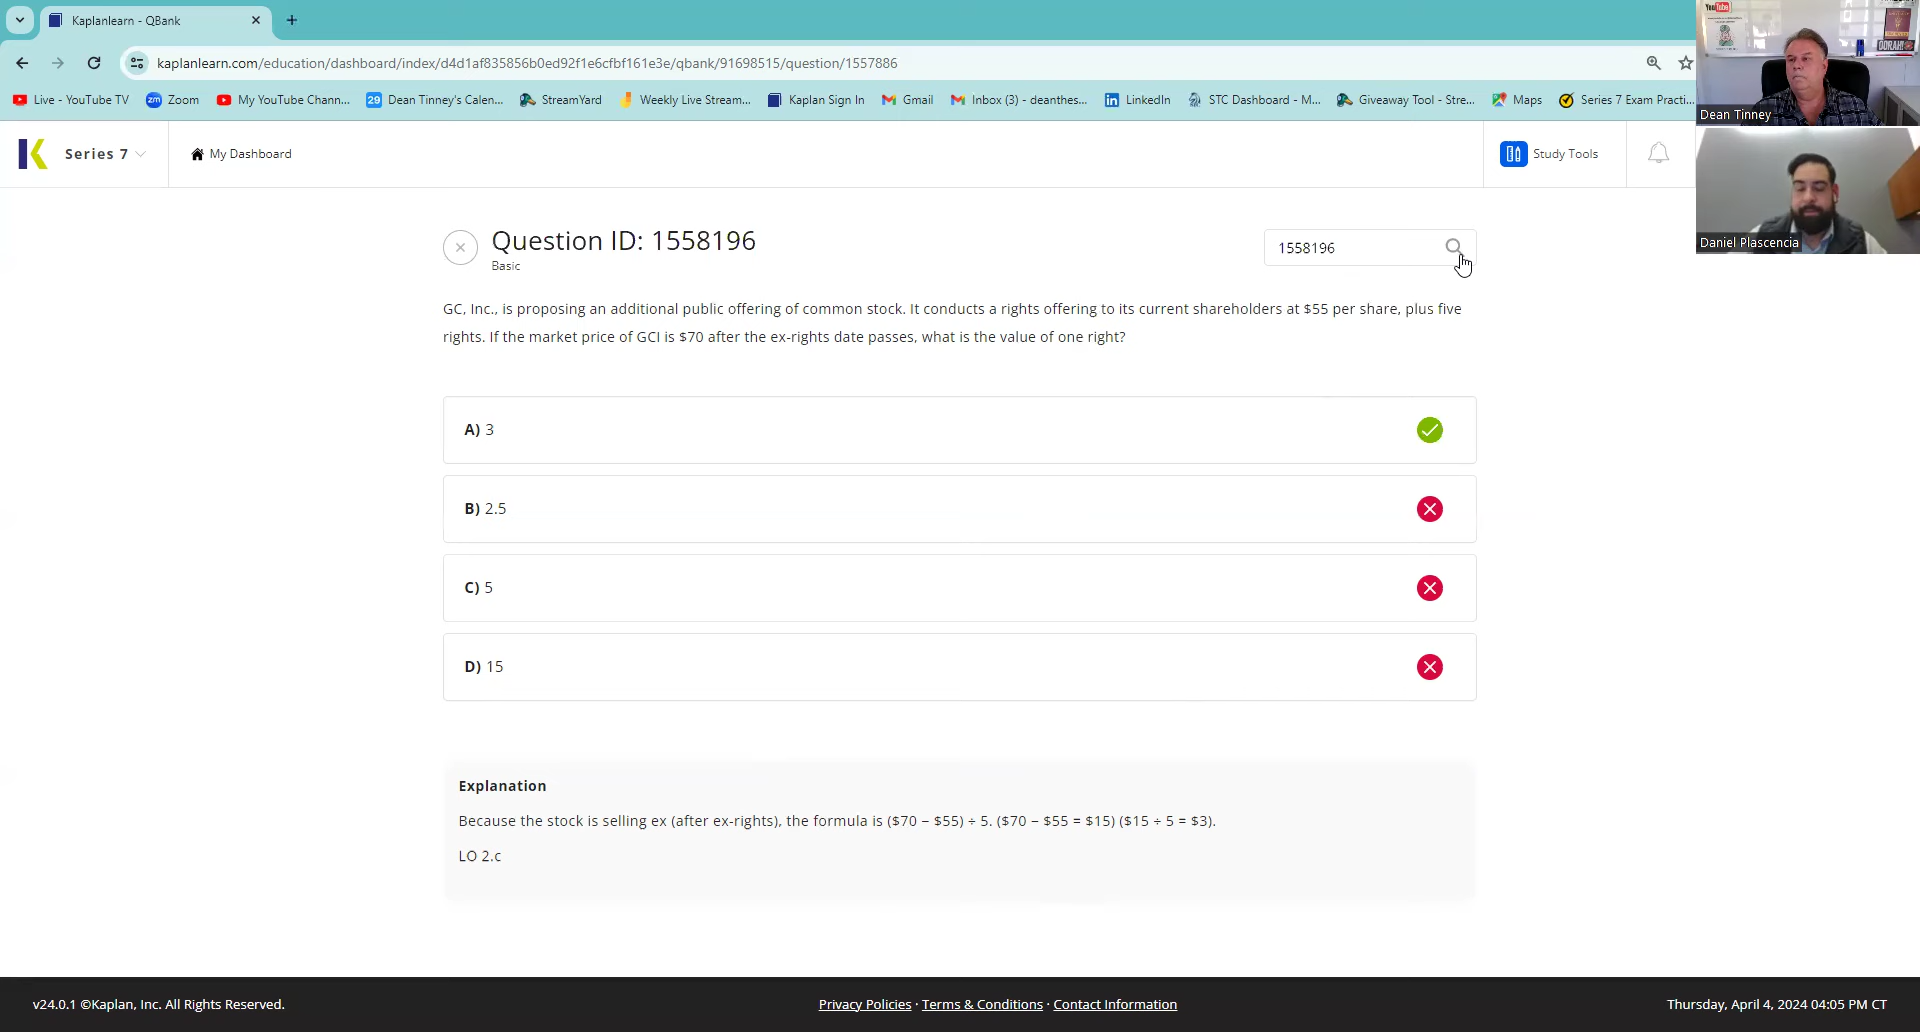 Kaplanlearn - QBank
kaplanlearn.com/education/dashboard/index/d4d1af835856b0ed92f1e6cfbf161e3e/qbank/91698515/question/1557886
Live - YouTube TV
Zoom
My YouTube Chann...
Dean Tinney's Calen...
StreamYard
Weekly Live Stream...
Kaplan Sign In
Gmail
Inbox (3) - deanthes...
LinkedIn
STC Dashboard - M...
Giveaway Tool - Stre...
Maps
Series 7 Exam Practi...
YouTube
OORAH!
Dean Tinney
Daniel Plascencia
Series 7
My Dashboard
Study Tools
Question ID: 1558196
Basic
1558196
GC, Inc., is proposing an additional public offering of common stock. It conducts a rights offering to its current shareholders at $55 per share, plus five
rights. If the market price of GCI is $70 after the ex-rights date passes, what is the value of one right?
A) 3
B) 2.5
C) 5
D) 15
Explanation
Because the stock is selling ex (after ex-rights), the formula is ($70 − $55) ÷ 5. ($70 − $55 = $15) ($15 ÷ 5 = $3).
LO 2.c
v24.0.1 ©Kaplan, Inc. All Rights Reserved.
Privacy Policies · Terms & Conditions · Contact Information
Thursday, April 4, 2024 04:05 PM CT